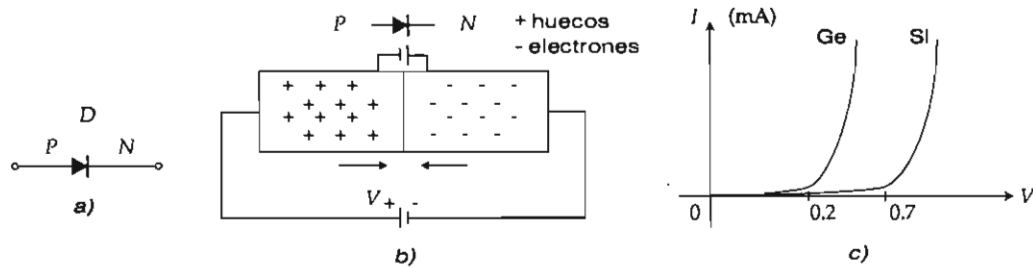 D
P N
a)
P N
+ huecos
- electrones
V + -
b)
I (mA)
Ge SI
0 0.2 0.7 V
c)